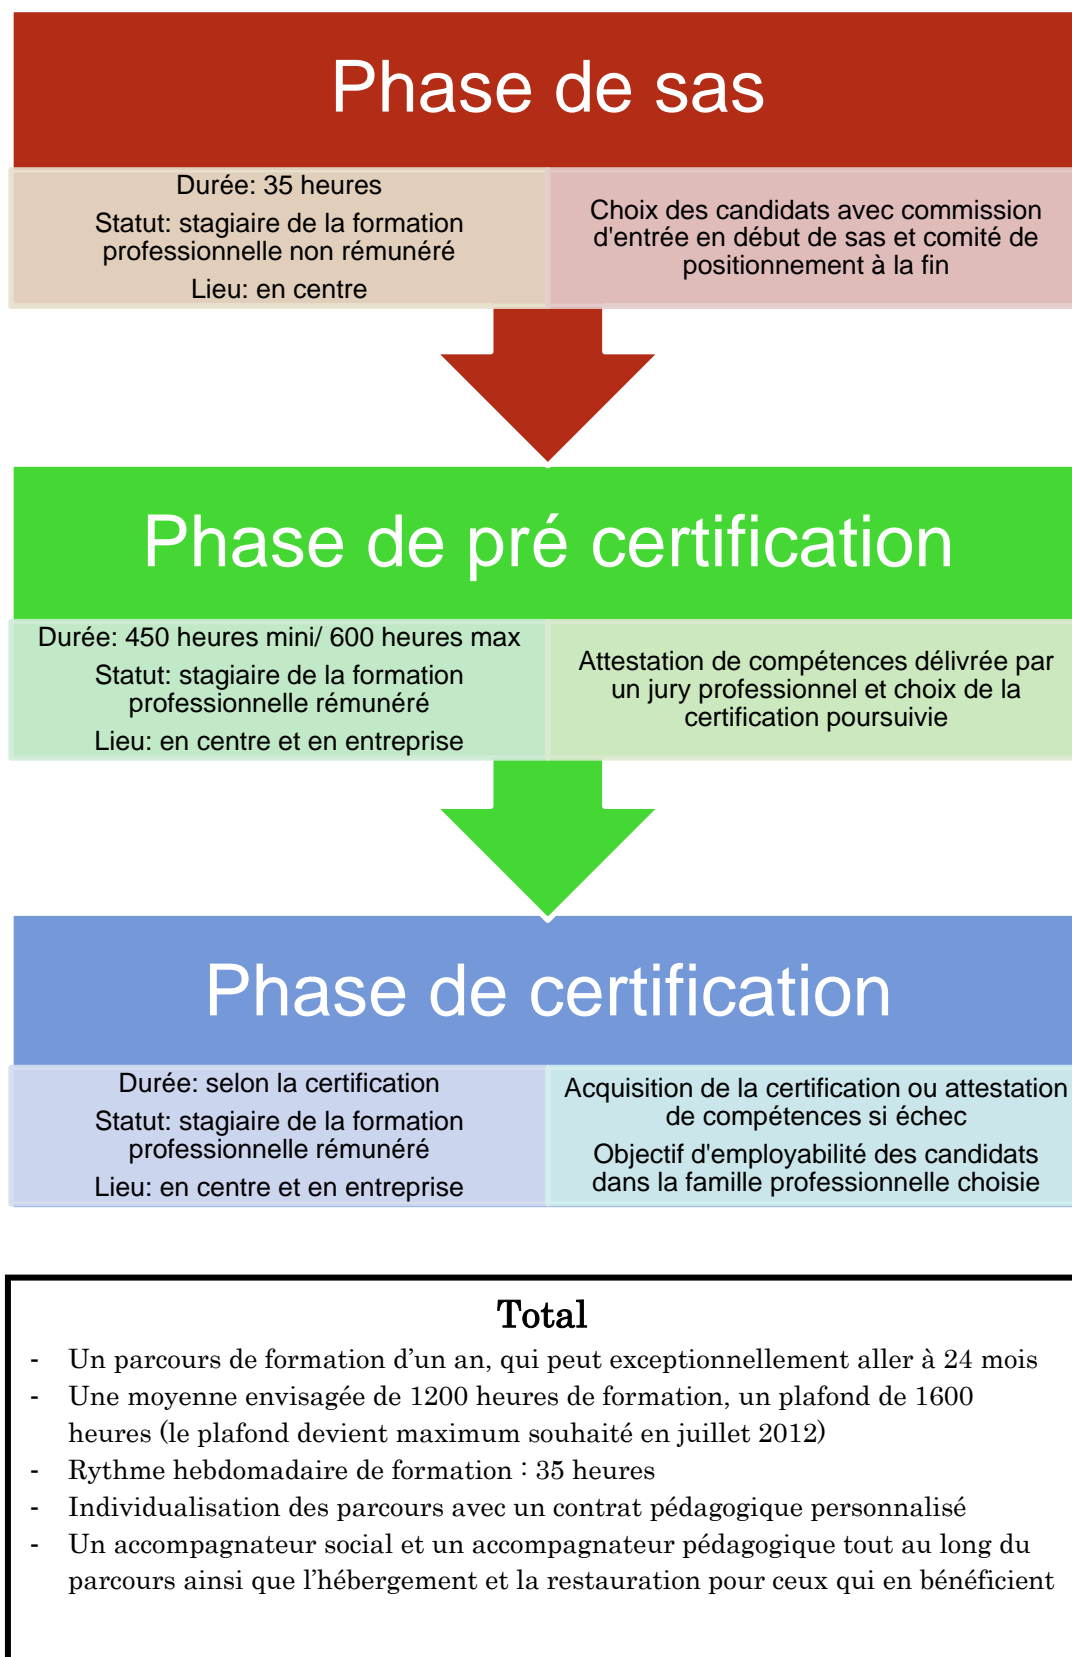 Phase de sas
Durée: 35 heures
Statut: stagiaire de la formation
professionnelle non rémunéré
Lieu: en centre
Choix des candidats avec commission
d'entrée en début de sas et comité de
positionnement à la fin
Phase de pré certification
Durée: 450 heures mini/ 600 heures max
Statut: stagiaire de la formation
professionnelle rémunéré
Lieu: en centre et en entreprise
Attestation de compétences délivrée par
un jury professionnel et choix de la
certification poursuivie
Phase de certification
Durée: selon la certification
Statut: stagiaire de la formation
professionnelle rémunéré
Lieu: en centre et en entreprise
Acquisition de la certification ou attestation
de compétences si échec
Objectif d'employabilité des candidats
dans la famille professionnelle choisie
Total
- Un parcours de formation d’un an, qui peut exceptionnellement aller à 24 mois
- Une moyenne envisagée de 1200 heures de formation, un plafond de 1600
heures (le plafond devient maximum souhaité en juillet 2012)
- Rythme hebdomadaire de formation : 35 heures
- Individualisation des parcours avec un contrat pédagogique personnalisé
- Un accompagnateur social et un accompagnateur pédagogique tout au long du
parcours ainsi que l’hébergement et la restauration pour ceux qui en bénéficient